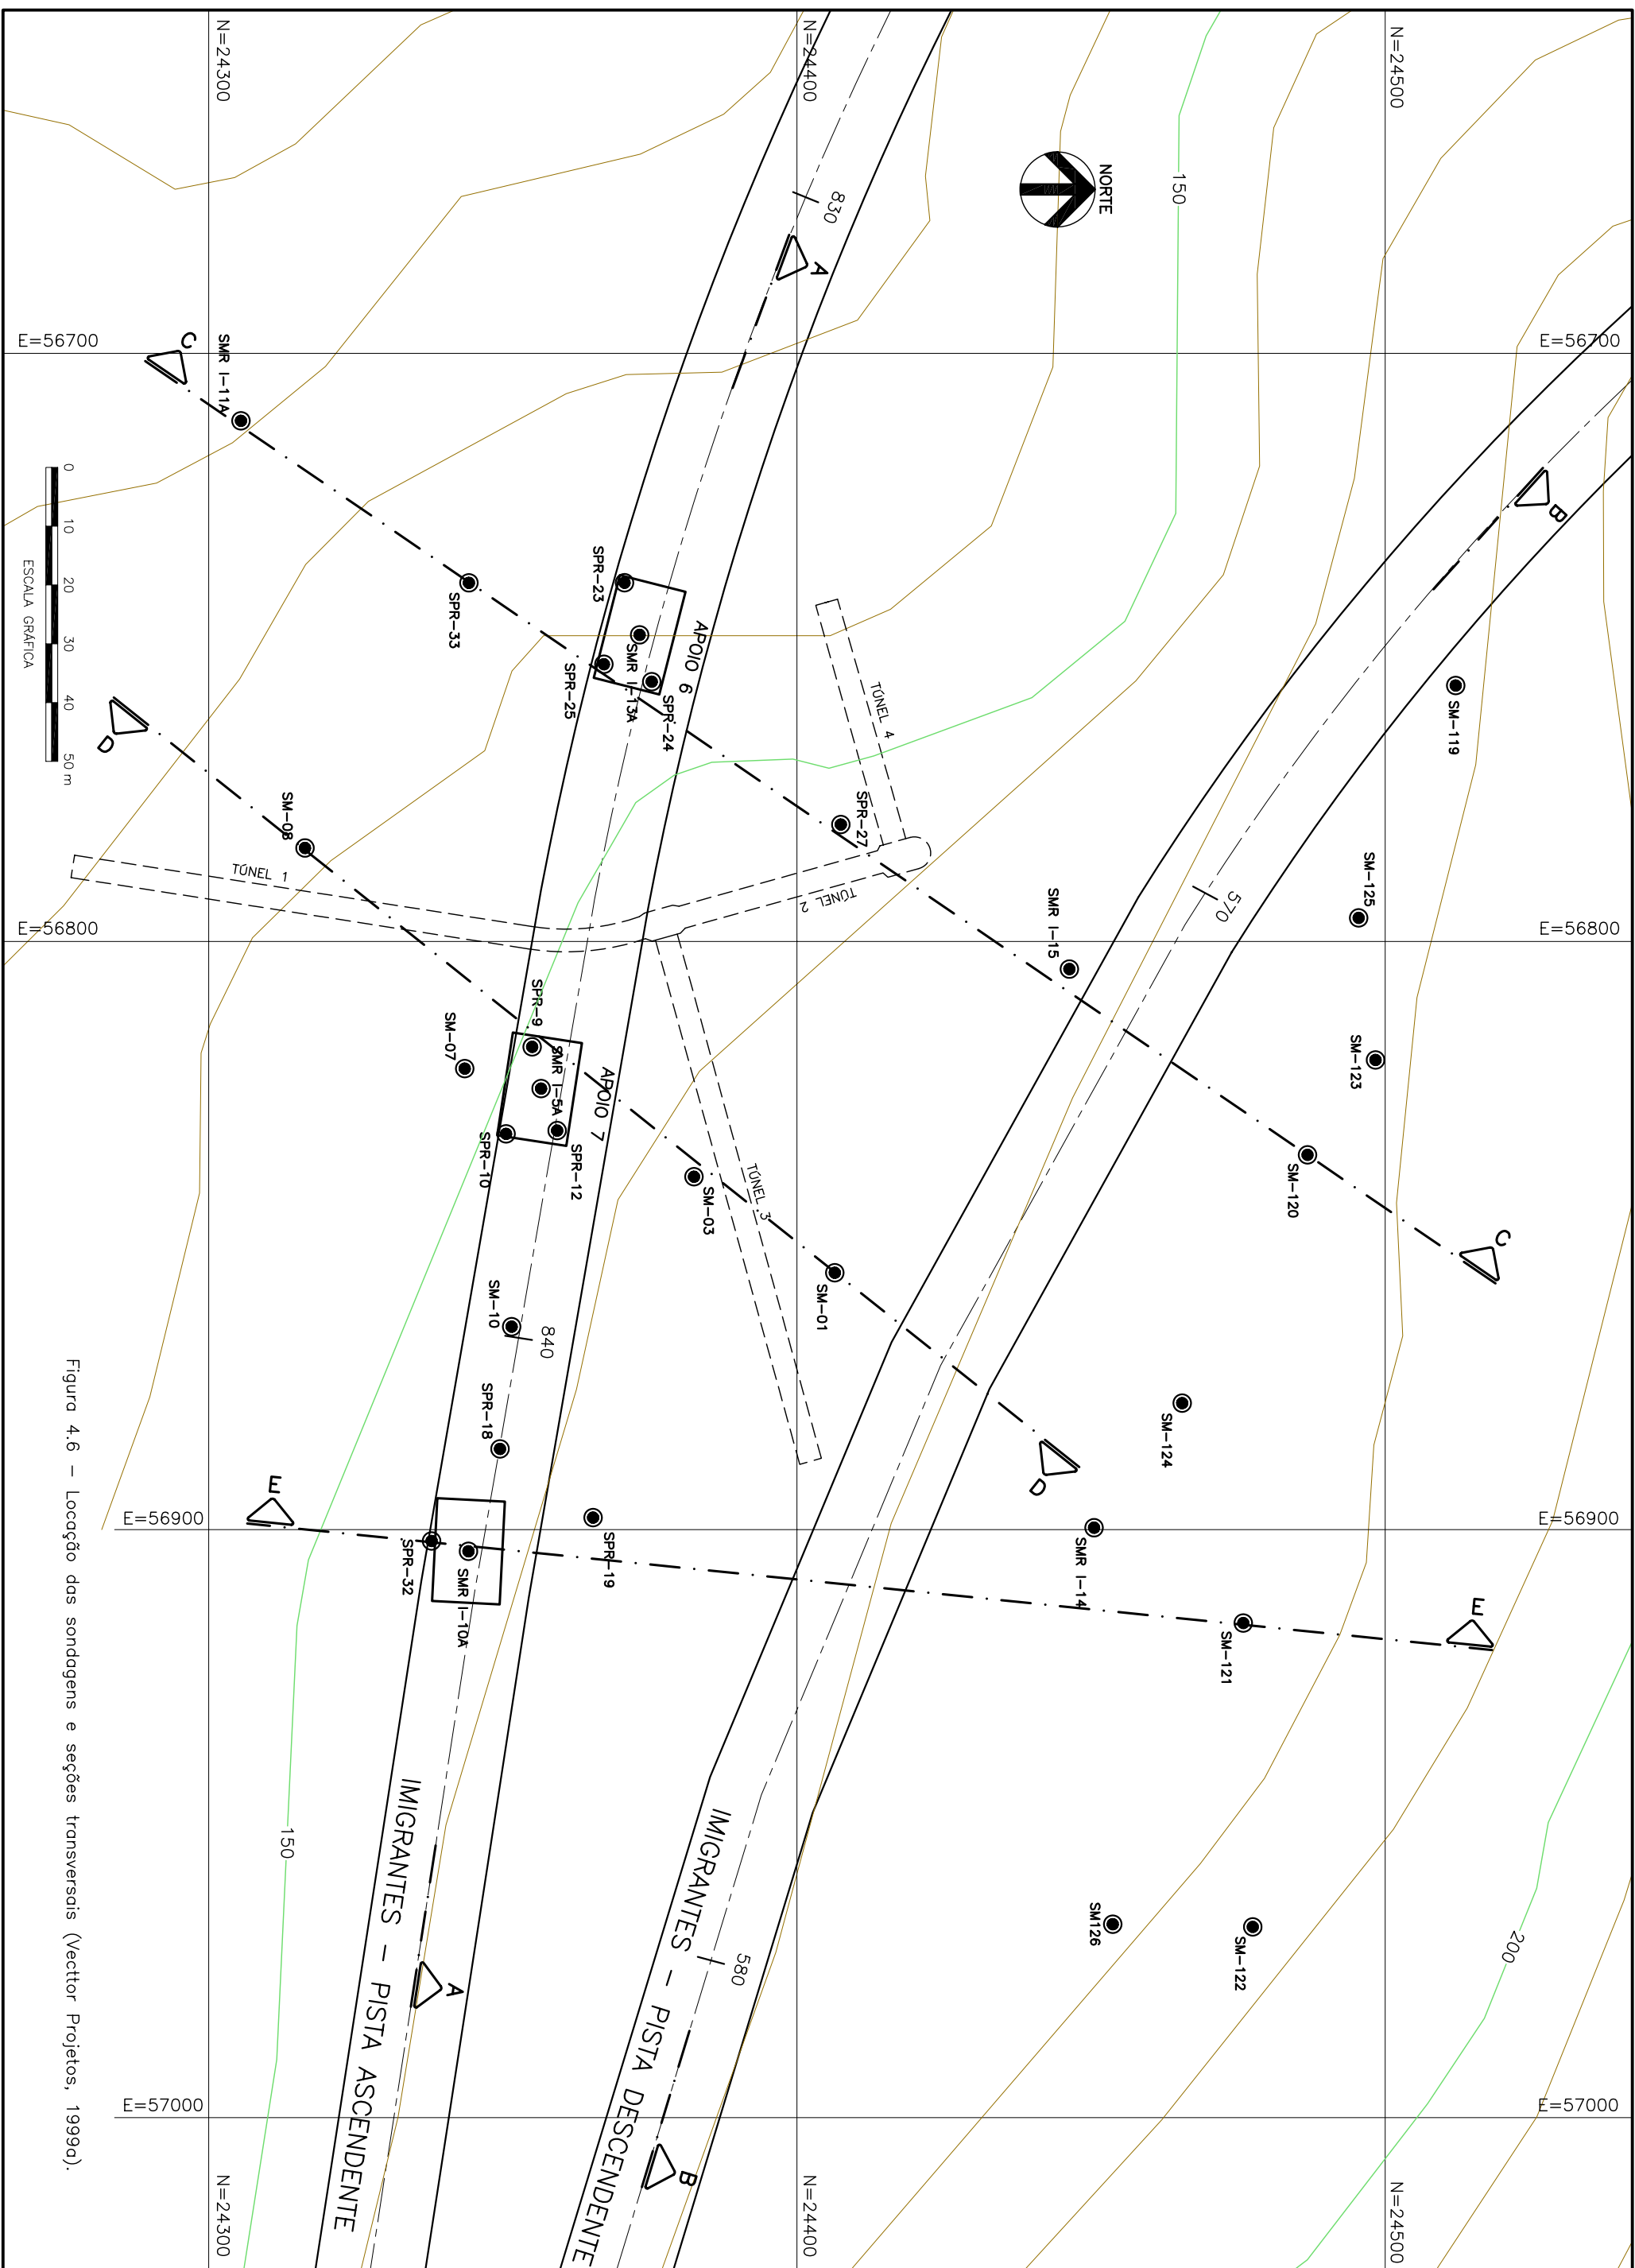 N=24300
N=24400
N=24500
NORTE
150
830
A
E=56700
E=56700
C
SMR I-11A
B
0 10 20 30 40 50 m
ESCALA GRÁFICA
SPR-33
SPR-23
SMR I-13A
SPR-25
SPR-24
APOIO 6
TÚNEL 4
SM-119
D
SM-08
TÚNEL 1
SPR-27
TÚNEL 2
SMR I-15
570
SM-125
E=56800
E=56800
SM-07
SPR-9
SMR I-5A
SPR-10
SPR-12
APOIO 7
SM-03
TÚNEL 3
SM-123
SM-120
C
SM-01
SM-10
840
SPR-18
SM-124
D
E
E=56900
E=56900
SPR-32
SMR I-10A
SPR-19
SMR I-14
SM-121
E
150
IMIGRANTES - PISTA ASCENDENTE
A
IMIGRANTES - PISTA DESCENDENTE
580
B
SM126
SM-122
200
E=57000
E=57000
N=24300
N=24400
N=24500
Figura 4.6 - Locação das sondagens e seções transversais (Vecttor Projetos, 1999a).